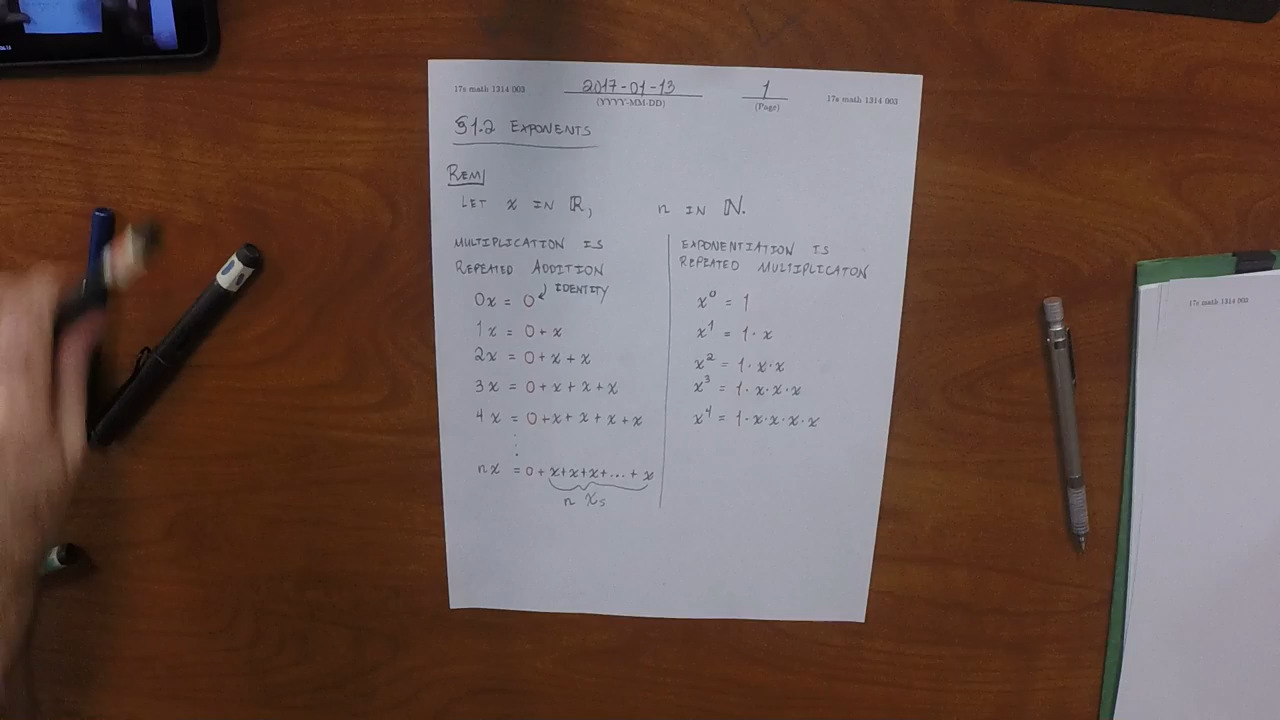 17s math 1314 003 2017-01-13 1 17s math 1314 003
(YYYY-MM-DD) (Page)
§1.2 EXPONENTS
REM
LET x IN ℝ, n IN ℕ.
MULTIPLICATION IS
REPEATED ADDITION
0x = 0 IDENTITY
1x = 0 + x
2x = 0 + x + x
3x = 0 + x + x + x
4x = 0 + x + x + x + x
⋮
nx = 0 + x+x+x+...+ x
n xs
EXPONENTIATION IS
REPEATED MULTIPLICATON
x⁰ = 1
x¹ = 1 · x
x² = 1 · x · x
x³ = 1 · x · x · x
x⁴ = 1 · x · x · x · x
17s math 1314 003